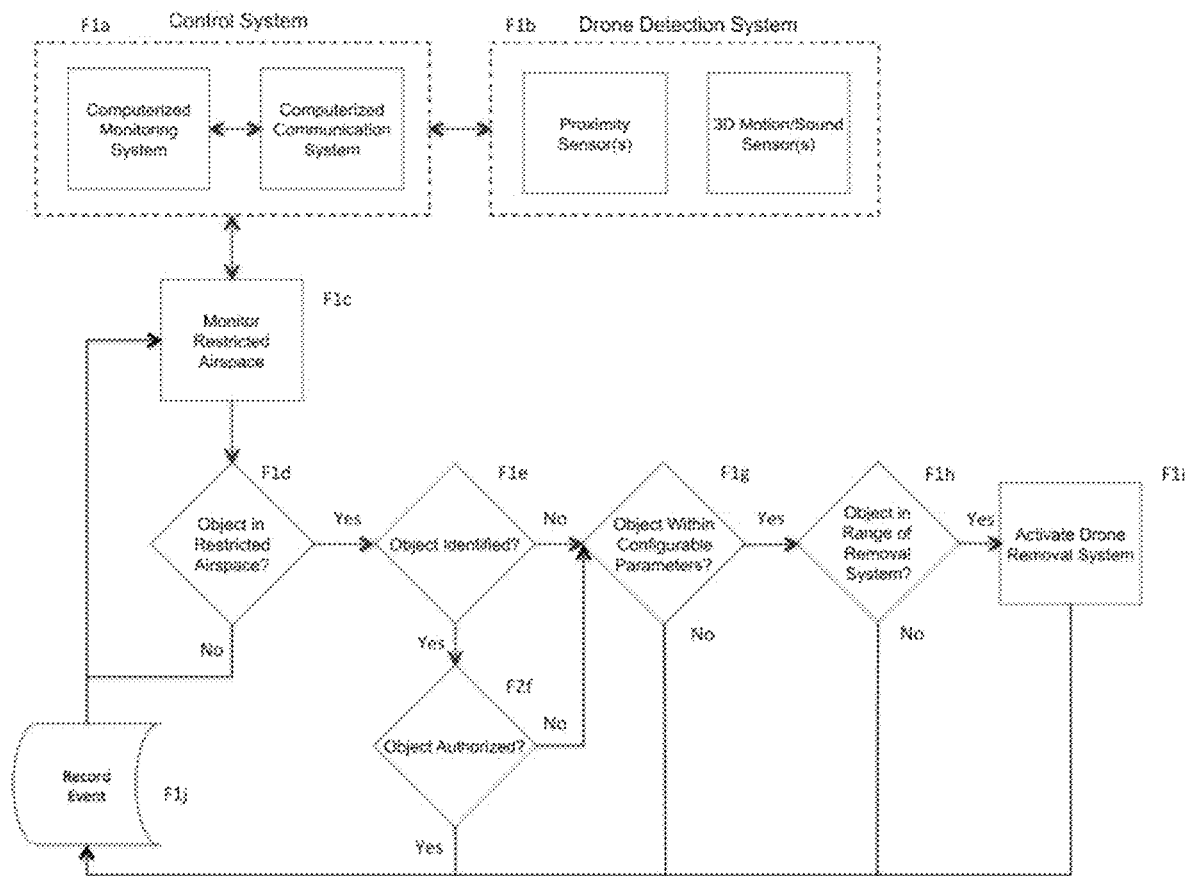 F1a
Control System
F1b
Drone Detection System
Computerized
Monitoring
System
Computerized
Communication
System
Proximity
Sensor(s)
3D Motion/Sound
Sensor(s)
Monitor
Restricted
Airspace
F1c
F1d
Object in
Restricted
Airspace?
Yes
No
F1e
Object Identified?
No
Yes
F2f
Object Authorized?
No
Yes
F1g
Object Within
Configurable
Parameters?
Yes
No
F1h
Object in
Range of
Removal
System?
Yes
No
F1i
Activate Drone
Removal System
Record
Event
F1j